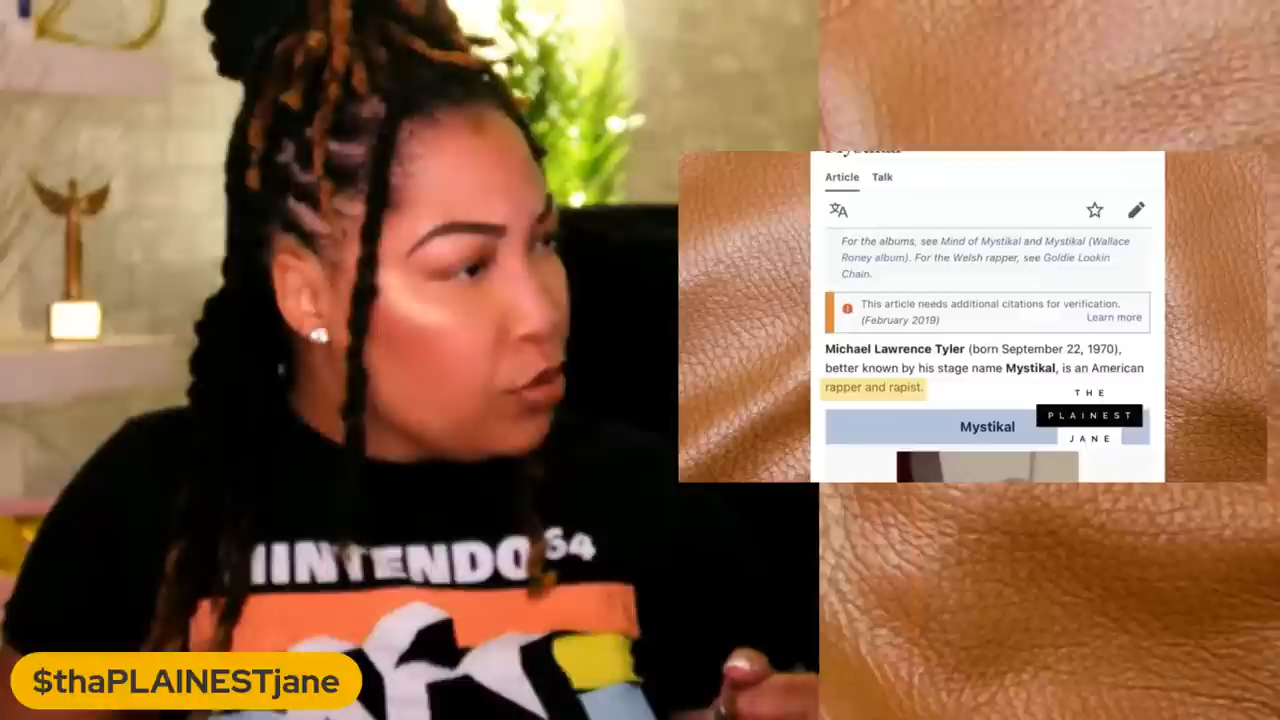 Article Talk
For the albums, see Mind of Mystikal and Mystikal (Wallace
Roney album). For the Welsh rapper, see Goldie Lookin
Chain.
This article needs additional citations for verification.
(February 2019) Learn more
Michael Lawrence Tyler (born September 22, 1970),
better known by his stage name Mystikal, is an American
rapper and rapist.
Mystikal
THE
PLAINEST
JANE
NINTENDO64
$thaPLAINESTjane